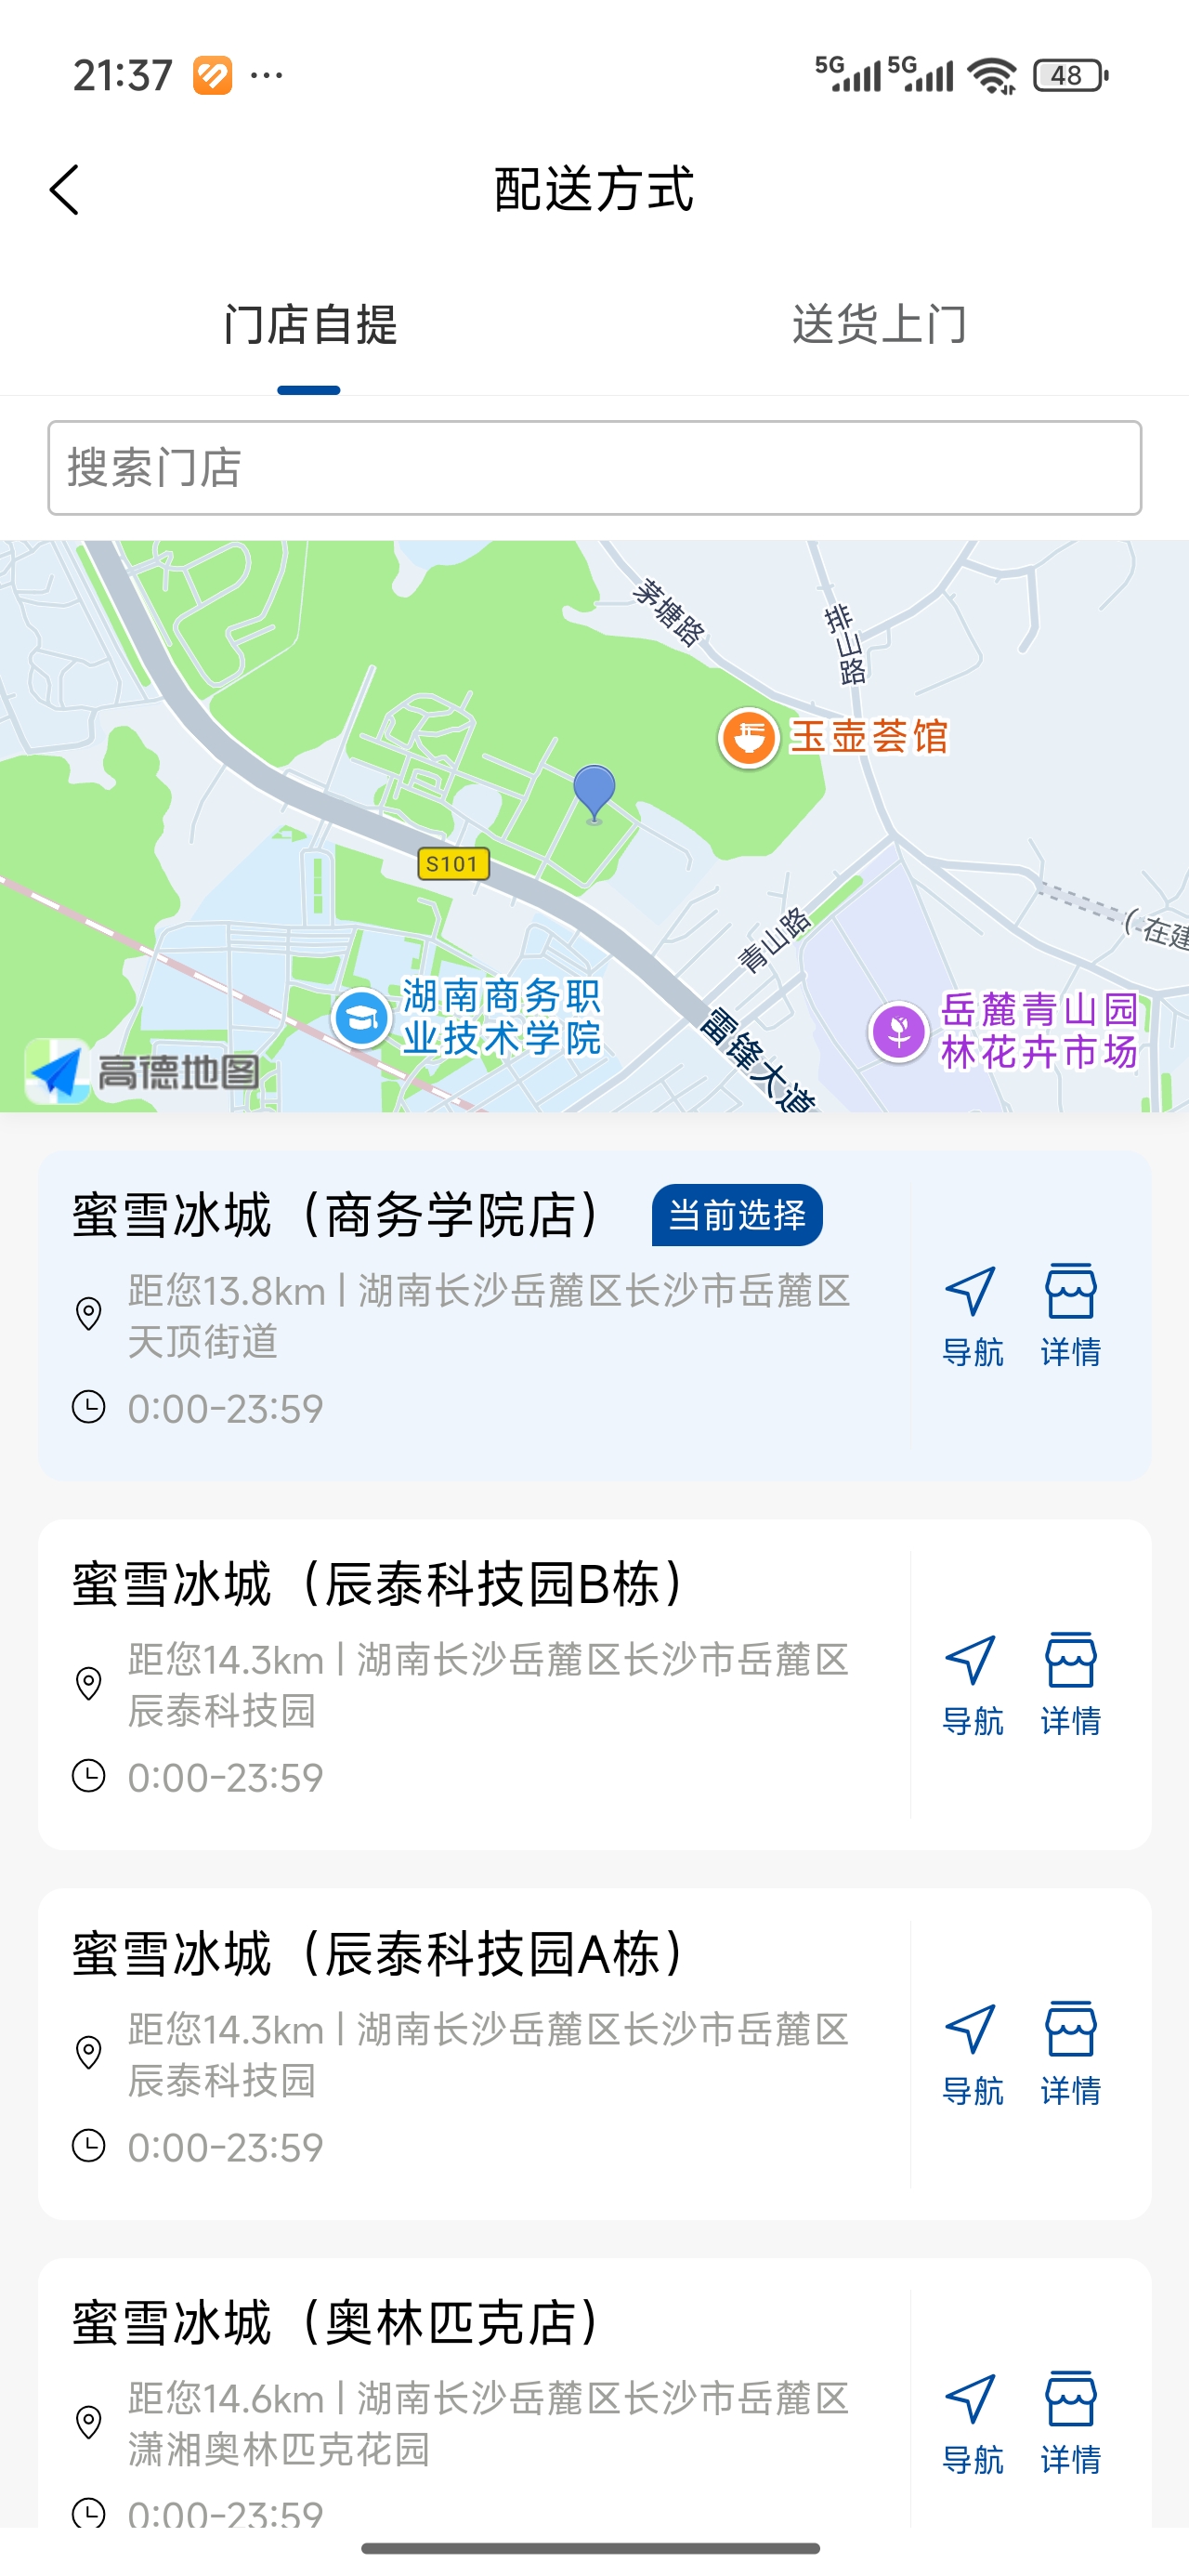 21:37 ...
5G 5G 48
配送方式
门店自提 送货上门
搜索门店
茅塘路
排山路
玉壶荟馆
S101
青山路
（在建
湖南商务职
业技术学院
岳麓青山园
林花卉市场
雷锋大道
高德地图
蜜雪冰城（商务学院店） 当前选择
距您13.8km | 湖南长沙岳麓区长沙市岳麓区
天顶街道
导航 详情
0:00-23:59
蜜雪冰城（辰泰科技园B栋）
距您14.3km | 湖南长沙岳麓区长沙市岳麓区
辰泰科技园
导航 详情
0:00-23:59
蜜雪冰城（辰泰科技园A栋）
距您14.3km | 湖南长沙岳麓区长沙市岳麓区
辰泰科技园
导航 详情
0:00-23:59
蜜雪冰城（奥林匹克店）
距您14.6km | 湖南长沙岳麓区长沙市岳麓区
潇湘奥林匹克花园
导航 详情
0:00-23:59